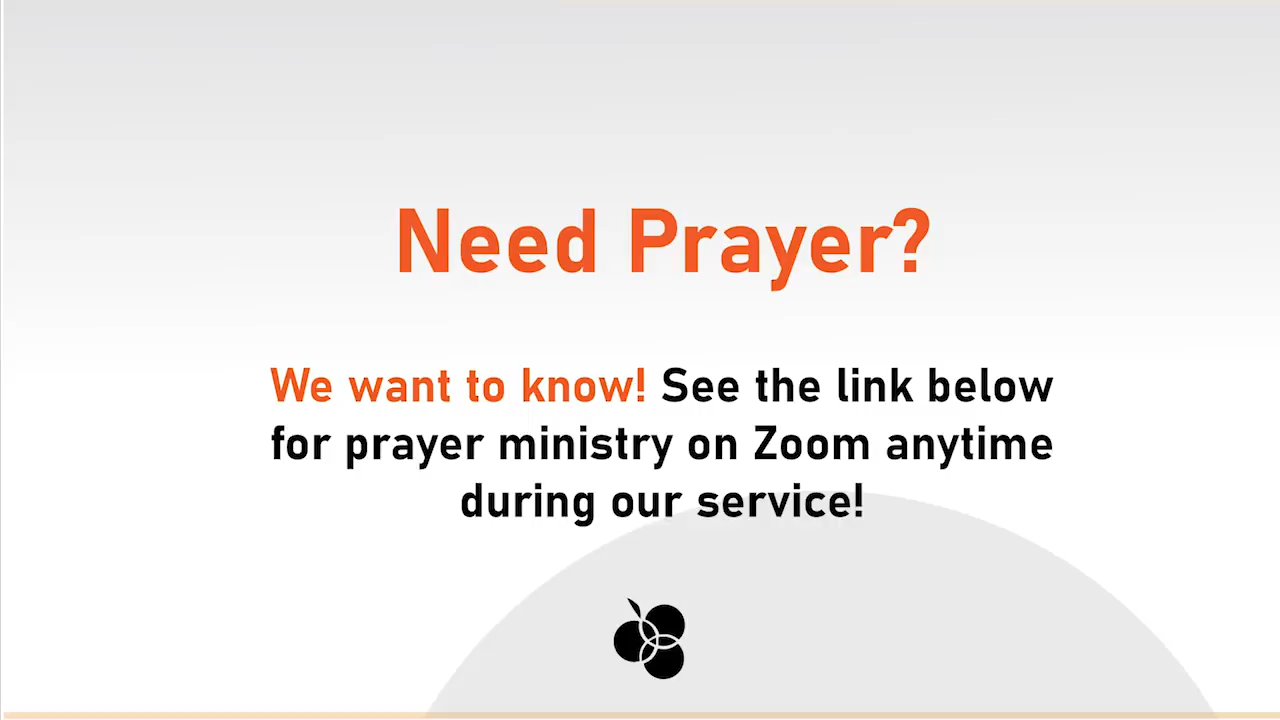 Need Prayer?
We want to know! See the link below
for prayer ministry on Zoom anytime
during our service!